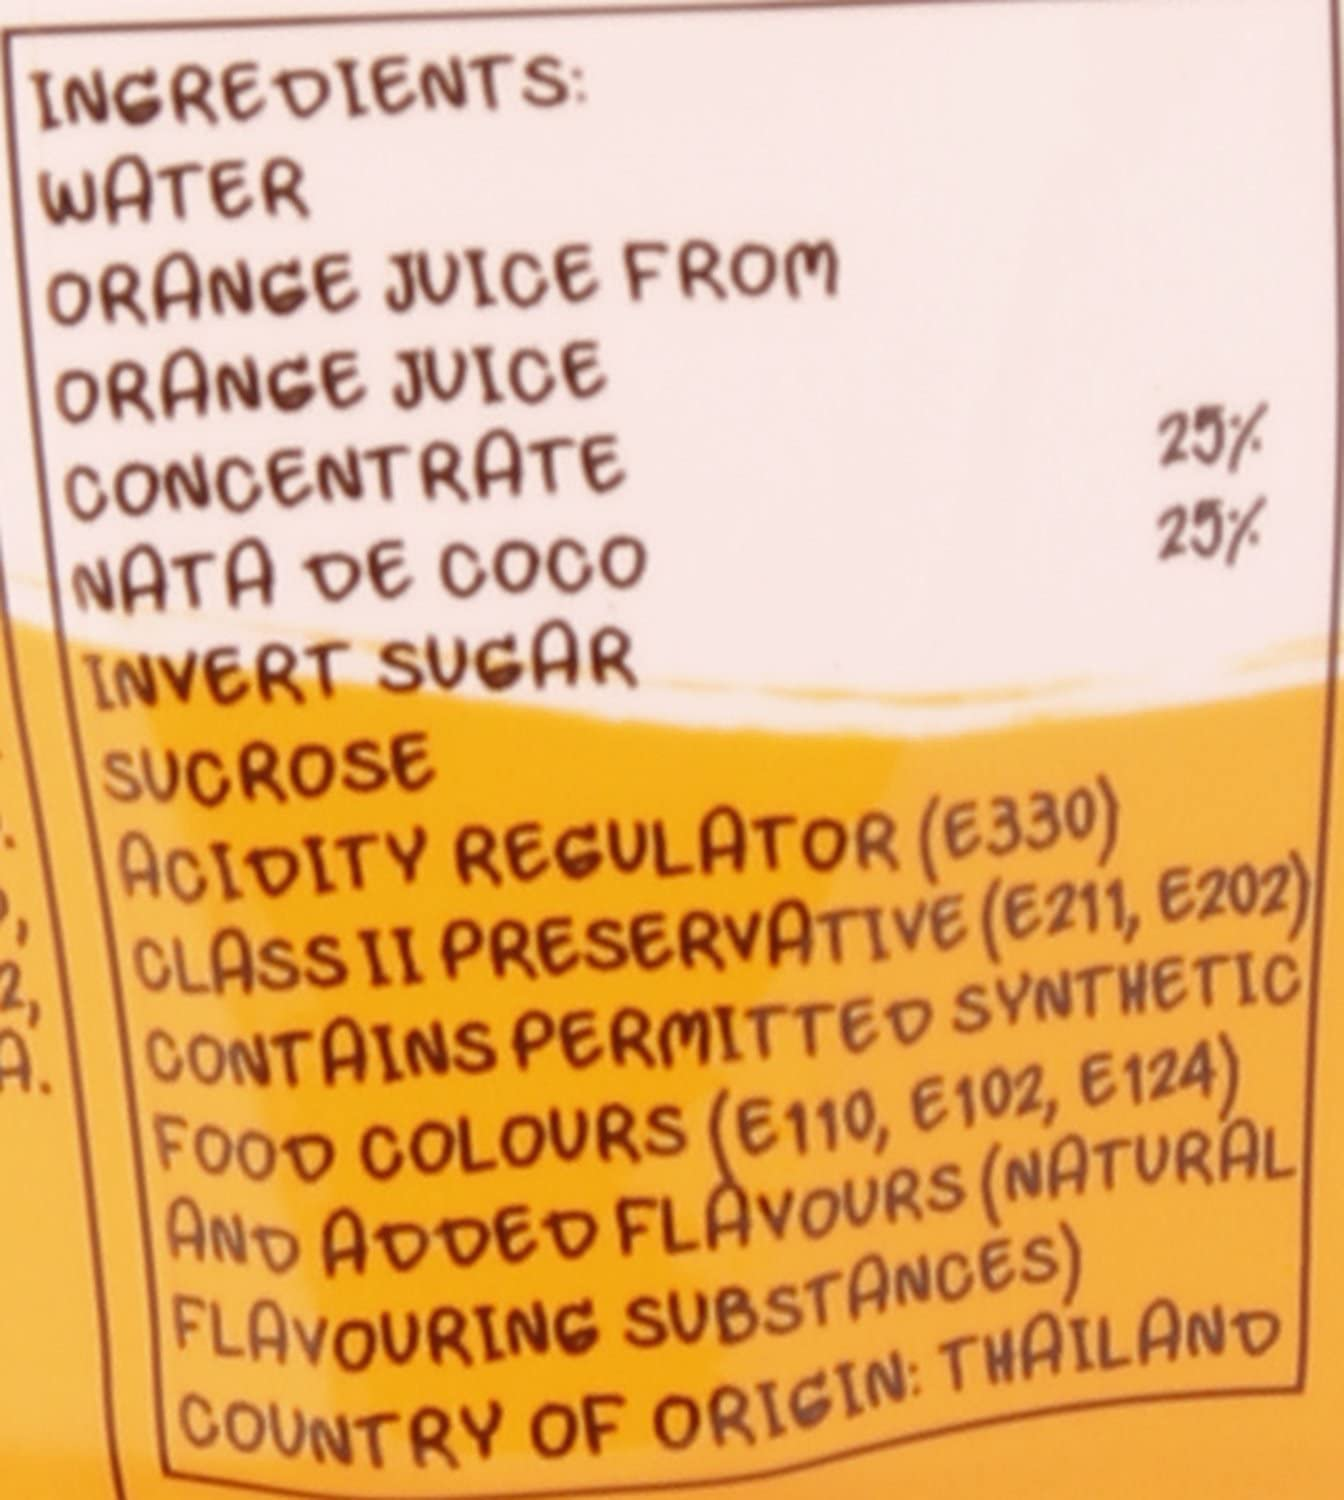 INGREDIENTS:
WATER
ORANGE JUICE FROM
ORANGE JUICE
CONCENTRATE 25%
NATA DE COCO 25%
INVERT SUGAR
SUCROSE
ACIDITY REGULATOR (E330)
CLASS II PRESERVATIVE (E211, E202)
CONTAINS PERMITTED SYNTHETIC
FOOD COLOURS (E110, E102, E124)
AND ADDED FLAVOURS (NATURAL
FLAVOURING SUBSTANCES)
COUNTRY OF ORIGIN: THAILAND